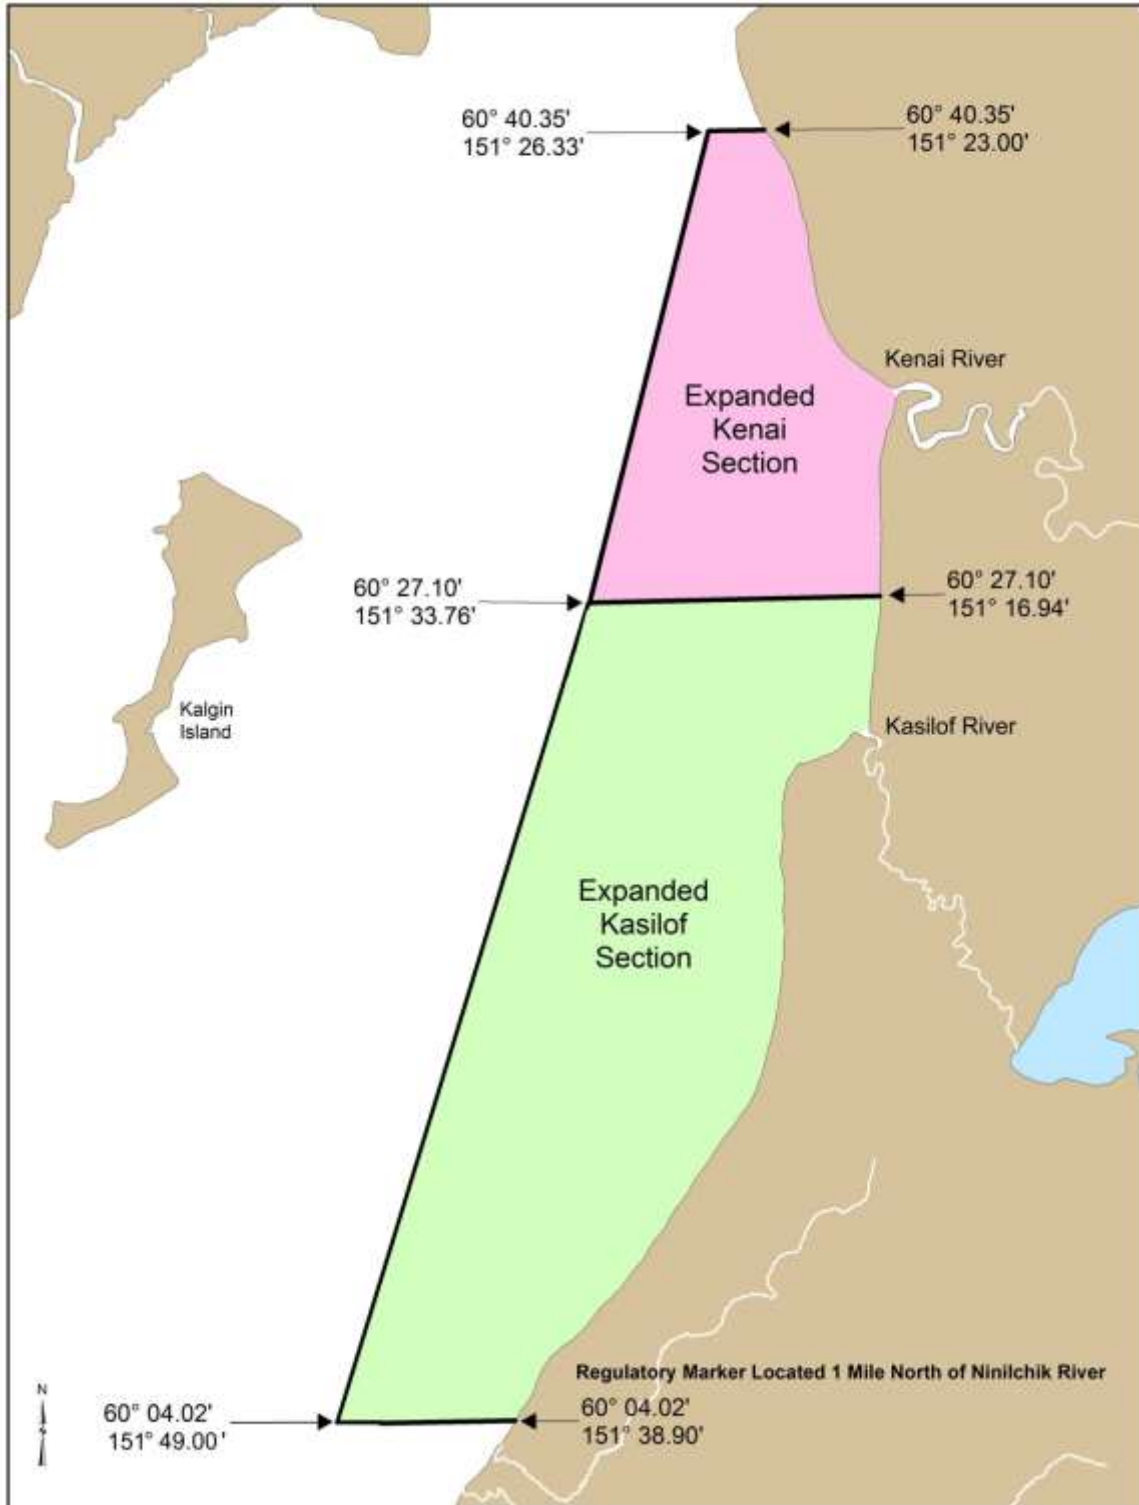 60° 40.35'
151° 26.33'
60° 40.35'
151° 23.00'
Kenai River
Expanded
Kenai
Section
60° 27.10'
151° 33.76'
60° 27.10'
151° 16.94'
Kalgin
Island
Kasilof River
Expanded
Kasilof
Section
Regulatory Marker Located 1 Mile North of Ninilchik River
N
60° 04.02'
151° 49.00'
60° 04.02'
151° 38.90'